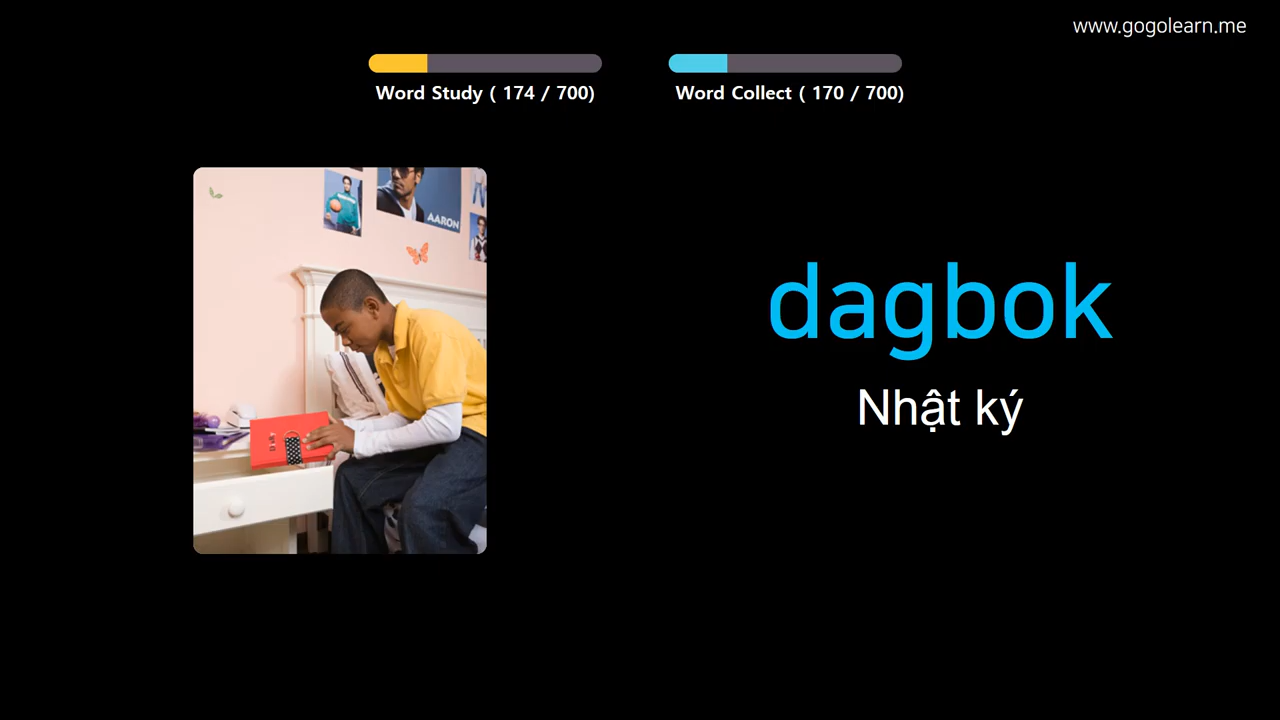 www.gogolearn.me
Word Study ( 174 / 700)
Word Collect ( 170 / 700)
AARON
dagbok
Nhật ký